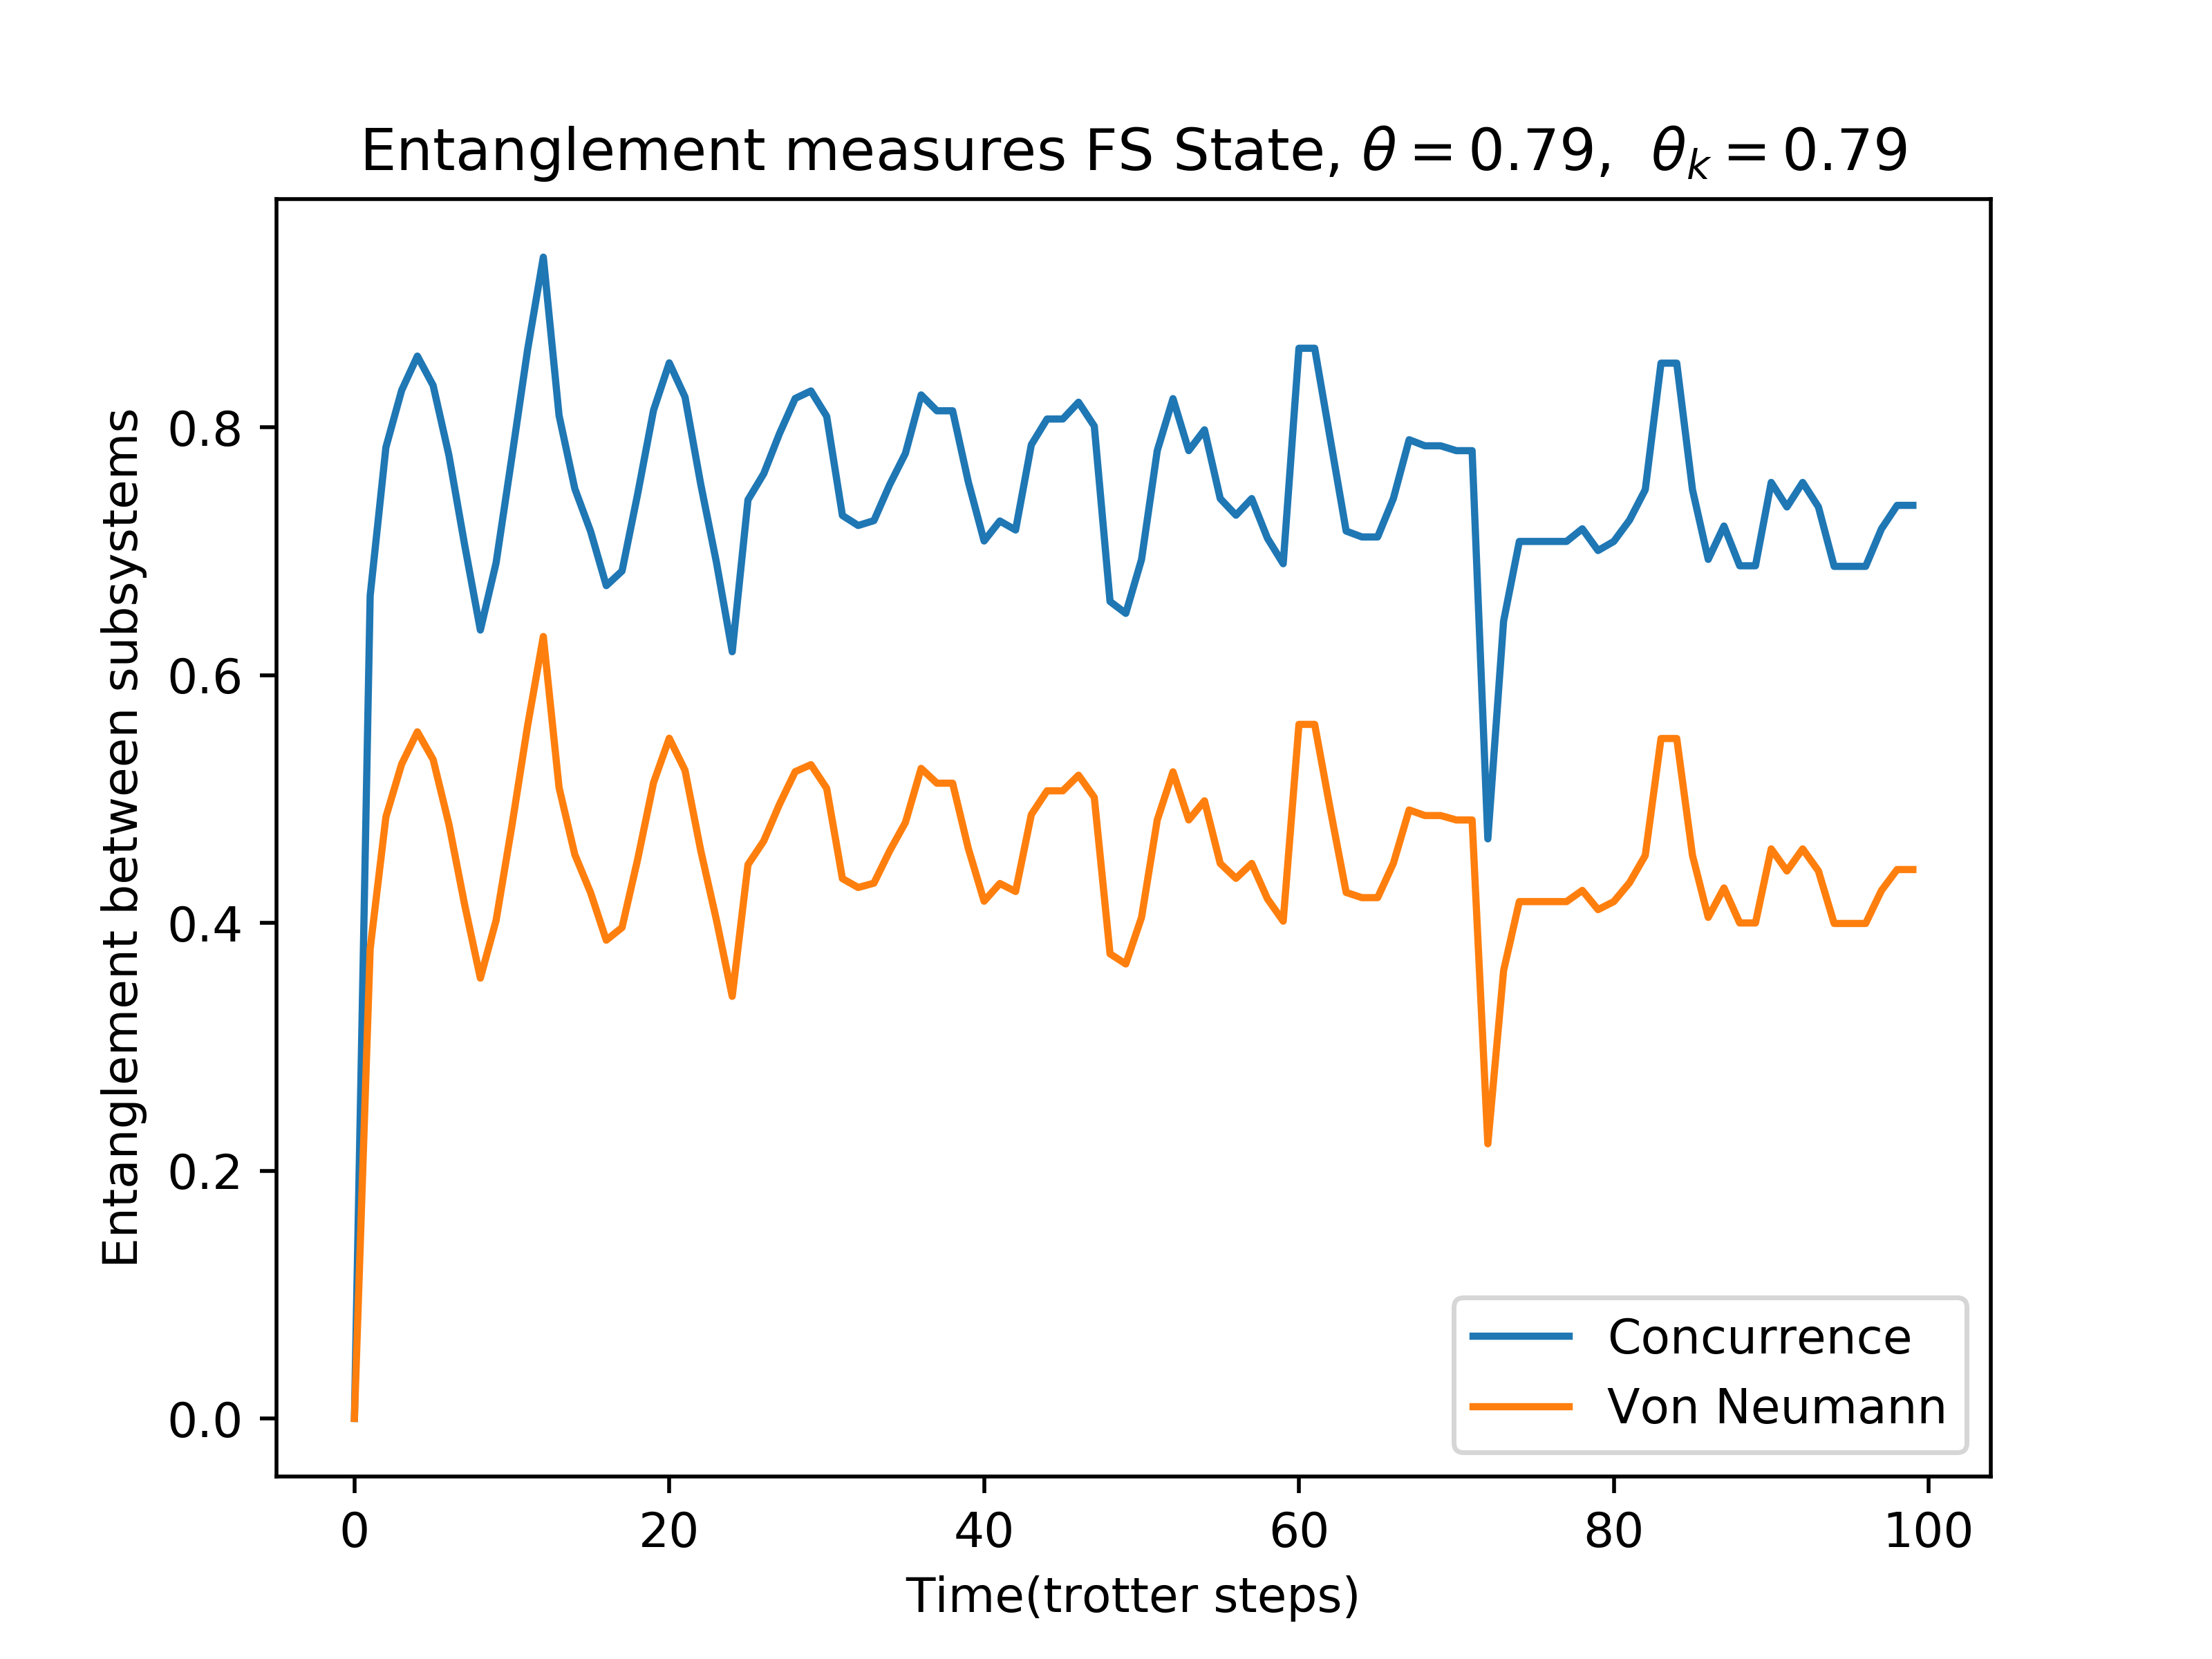 Entanglement measures FS State, θ = 0.79, θₖ = 0.79
Entanglement between subsystems
0.8
0.6
0.4
0.2
0.0
0 20 40 60 80 100
Time(trotter steps)
Concurrence
Von Neumann